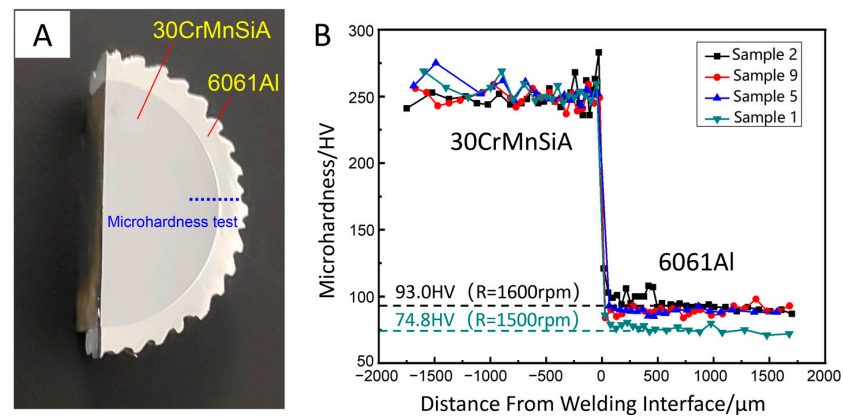 A
30CrMnSiA
6061Al
Microhardness test
B
Microhardness/HV
300
250
200
150
100
50
Sample 2
Sample 9
Sample 5
Sample 1
30CrMnSiA
6061Al
93.0HV (R=1600rpm)
74.8HV (R=1500rpm)
−2000 −1500 −1000 −500 0 500 1000 1500 2000
Distance From Welding Interface/μm